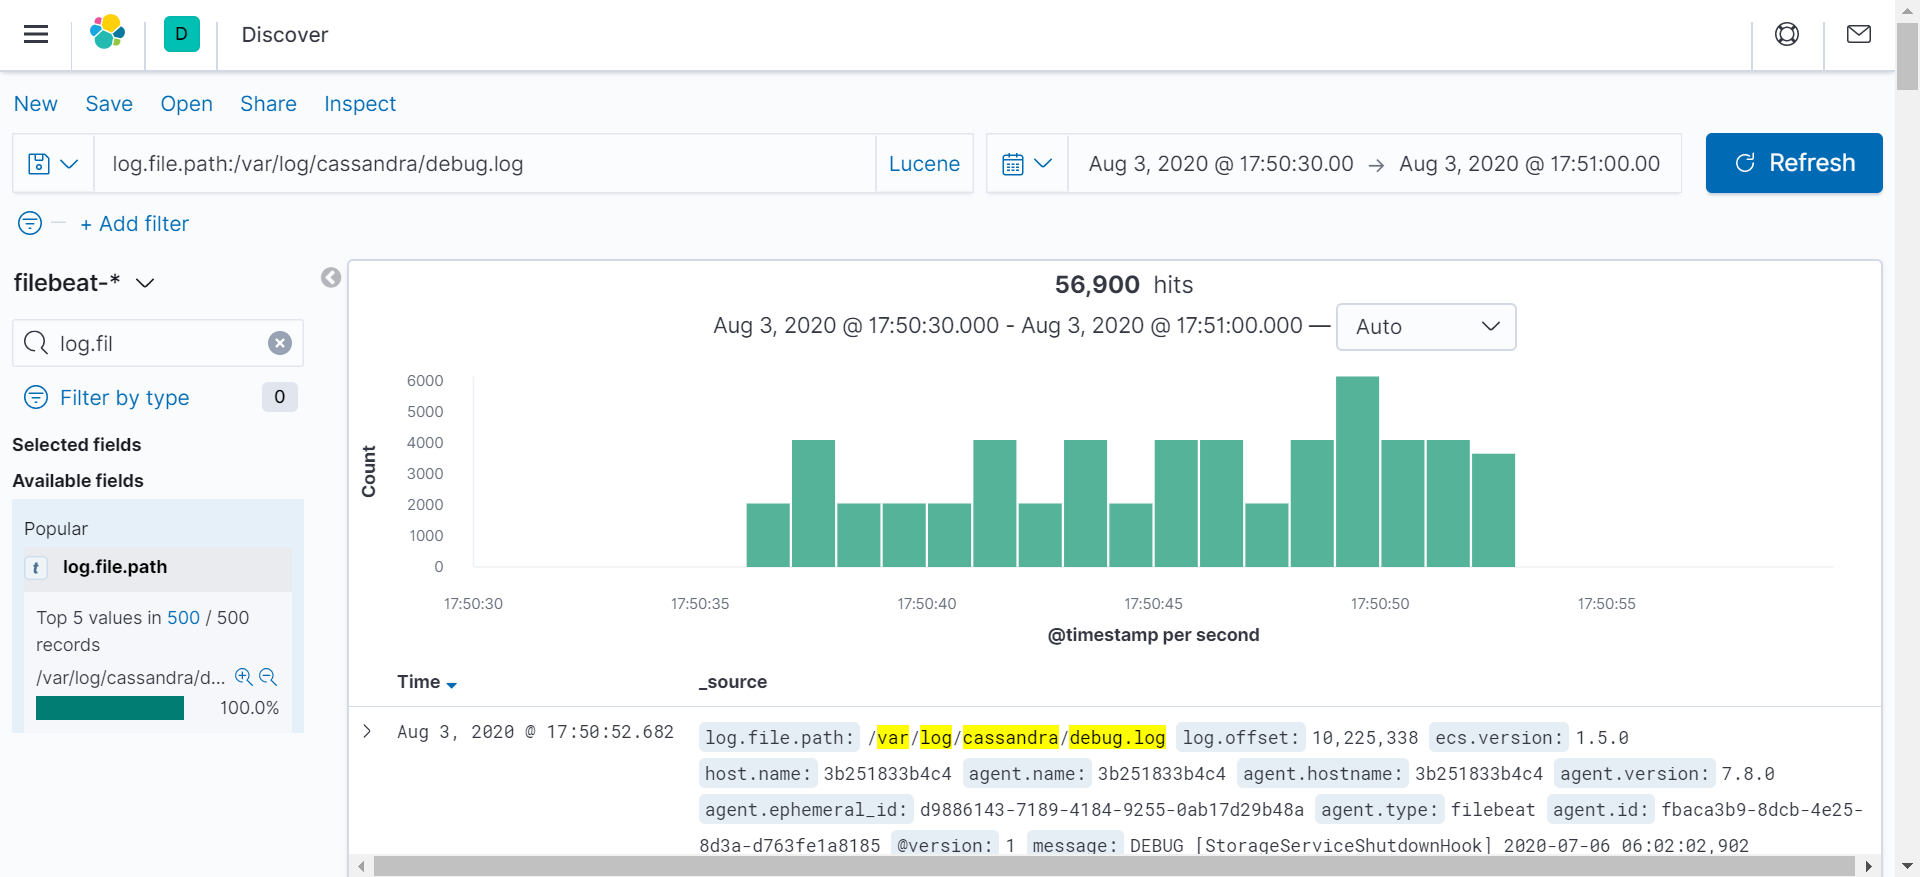 D
Discover
New Save Open Share Inspect
log.file.path:/var/log/cassandra/debug.log
Lucene
Aug 3, 2020 @ 17:50:30.00 → Aug 3, 2020 @ 17:51:00.00
Refresh
+ Add filter
filebeat-*
log.fil
Filter by type 0
Selected fields
Available fields
Popular
t log.file.path
Top 5 values in 500 / 500
records
/var/log/cassandra/d...
100.0%
56,900 hits
Aug 3, 2020 @ 17:50:30.000 - Aug 3, 2020 @ 17:51:00.000 —
Auto
Count
6000
5000
4000
3000
2000
1000
0
17:50:30 17:50:35 17:50:40 17:50:45 17:50:50 17:50:55
@timestamp per second
Time _source
Aug 3, 2020 @ 17:50:52.682
log.file.path: /var/log/cassandra/debug.log log.offset: 10,225,338 ecs.version: 1.5.0
host.name: 3b251833b4c4 agent.name: 3b251833b4c4 agent.hostname: 3b251833b4c4 agent.version: 7.8.0
agent.ephemeral_id: d9886143-7189-4184-9255-0ab17d29b48a agent.type: filebeat agent.id: fbaca3b9-8dcb-4e25-
8d3a-d763fe1a8185 @version: 1 message: DEBUG [StorageServiceShutdownHook] 2020-07-06 06:02:02,902